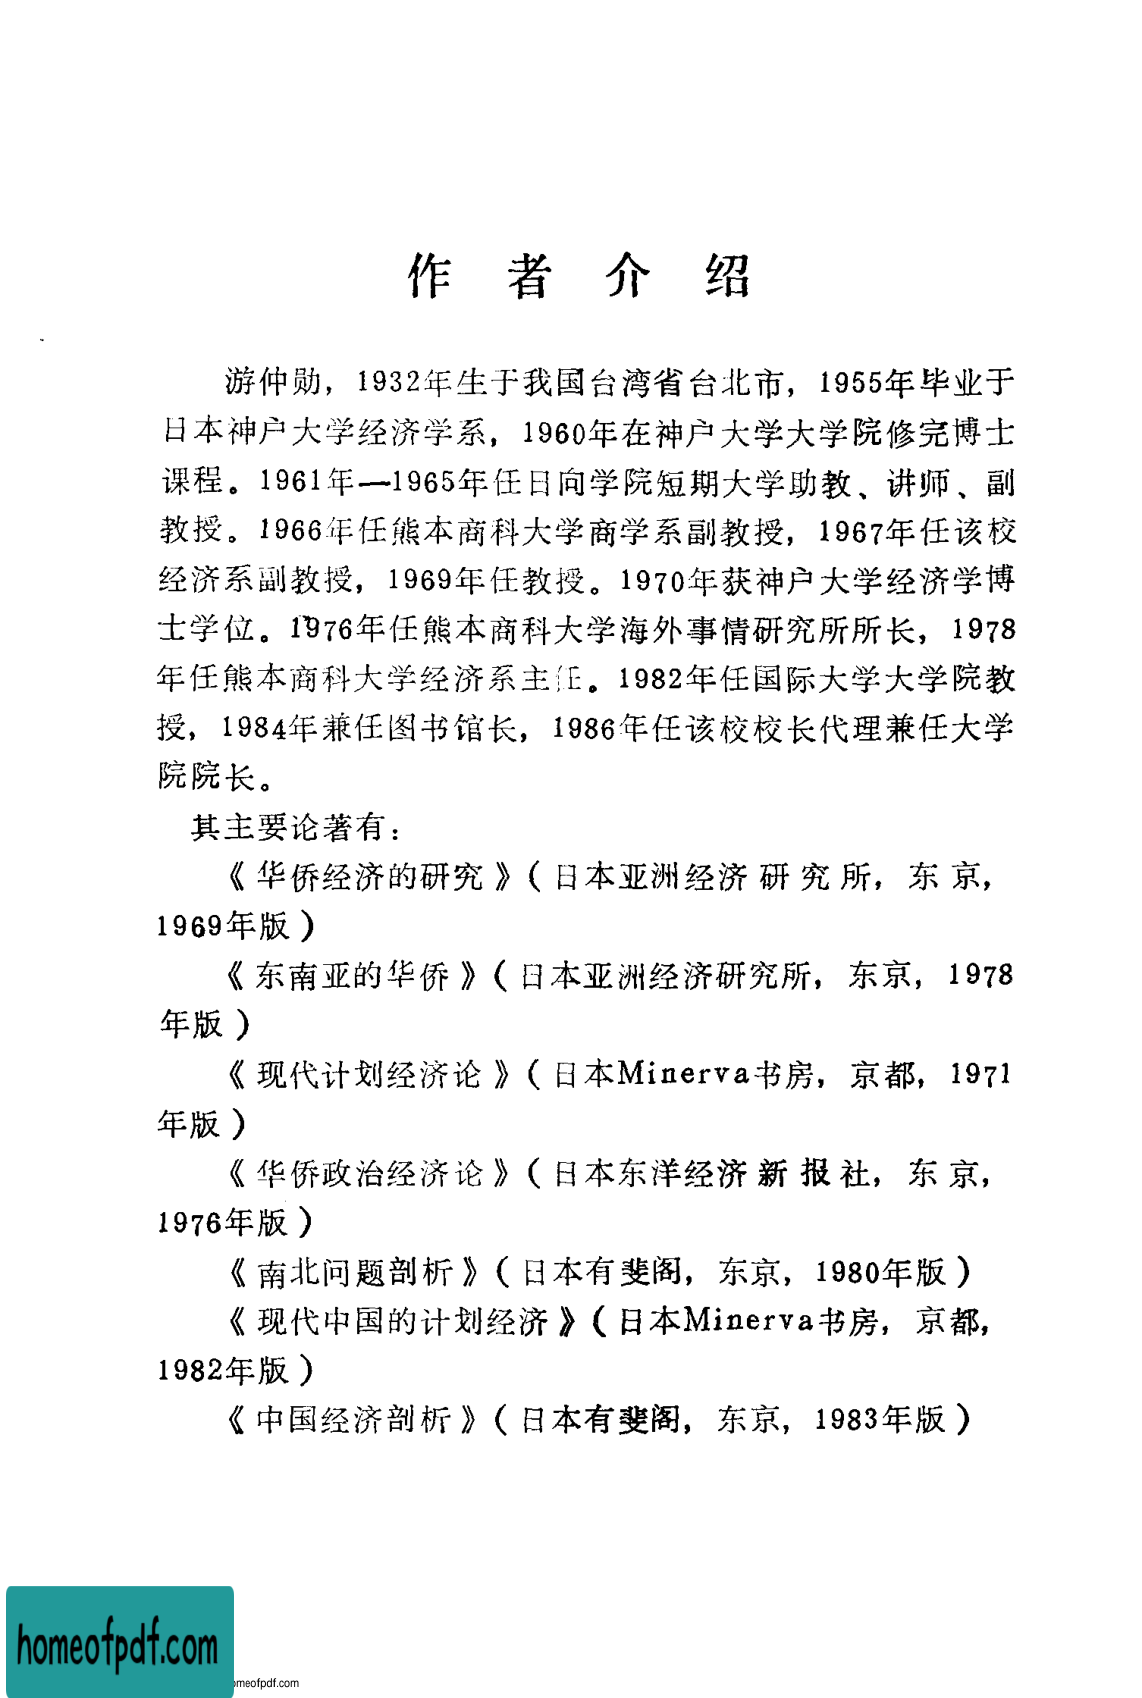 作者介绍
游仲勋，1932年生于我国台湾省台北市，1955年毕业于
日本神户大学经济学系，1960年在神户大学大学院修完博士
课程。1961年—1965年任日向学院短期大学助教、讲师、副
教授。1966年任熊本商科大学商学系副教授，1967年任该校
经济系副教授，1969年任教授。1970年获神户大学经济学博
士学位。1976年任熊本商科大学海外事情研究所所长，1978
年任熊本商科大学经济系主任。1982年任国际大学大学院教
授，1984年兼任图书馆长，1986年任该校校长代理兼任大学
院院长。
其主要论著有：
《华侨经济的研究》（日本亚洲经济研究所，东京，
1969年版）
《东南亚的华侨》（日本亚洲经济研究所，东京，1978
年版）
《现代计划经济论》（日本Minerva书房，京都，1971
年版）
《华侨政治经济论》（日本东洋经济新报社，东京，
1976年版）
《南北问题剖析》（日本有斐阁，东京，1980年版）
《现代中国的计划经济》（日本Minerva书房，京都，
1982年版）
《中国经济剖析》（日本有斐阁，东京，1983年版）
homeofpdf.com
omeofpdf.com